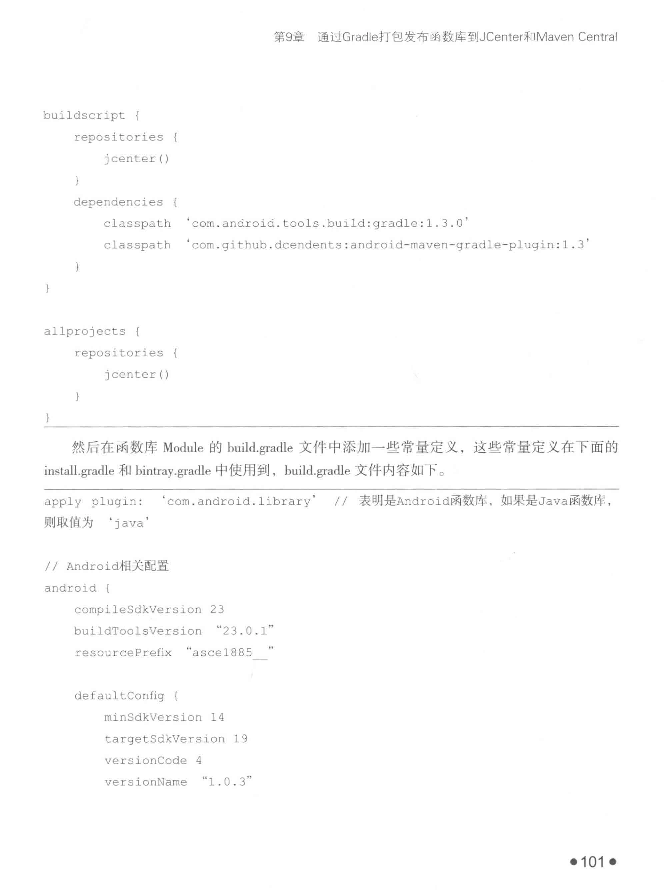 第9章 通过Gradle打包发布函数库到JCenter和Maven Central
buildscript {
repositories {
jcenter()
}
dependencies {
classpath ‘com.android.tools.build:gradle:1.3.0’
classpath ‘com.github.dcendents:android-maven-gradle-plugin:1.3’
}
}
allprojects {
repositories {
jcenter()
}
}
然后在函数库 Module 的 build.gradle 文件中添加一些常量定义，这些常量定义在下面的
install.gradle 和 bintray.gradle 中使用到，build.gradle 文件内容如下。
apply plugin: ‘com.android.library’ // 表明是Android函数库，如果是Java函数库，
则取值为 ‘java’
// Android相关配置
android {
compileSdkVersion 23
buildToolsVersion “23.0.1”
resourcePrefix “asce1885__”
defaultConfig {
minSdkVersion 14
targetSdkVersion 19
versionCode 4
versionName “1.0.3”
●101●